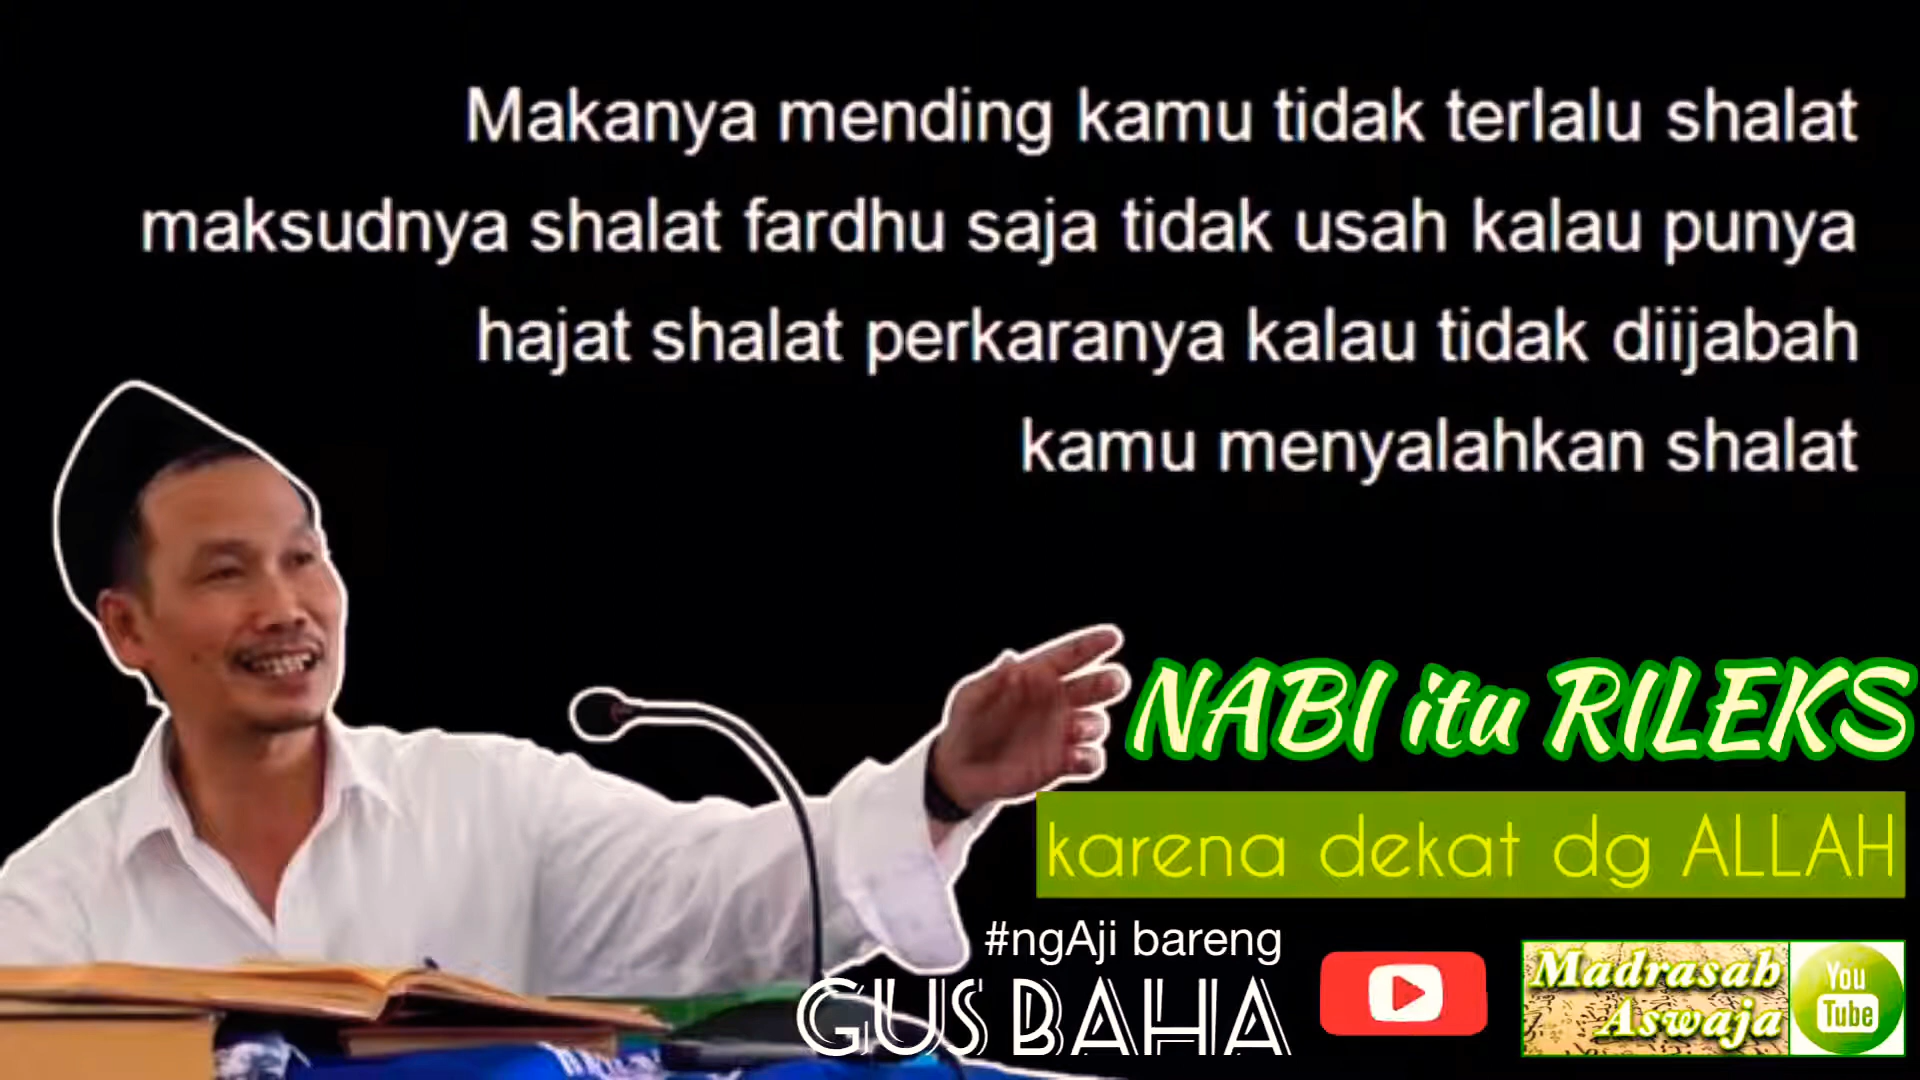 Makanya mending kamu tidak terlalu shalat
maksudnya shalat fardhu saja tidak usah kalau punya
hajat shalat perkaranya kalau tidak diijabah
kamu menyalahkan shalat
NABI itu RILEKS
karena dekat dg ALLAH
#ngAji bareng
GUS BAHA
Madrasah
Aswaja
You
Tube